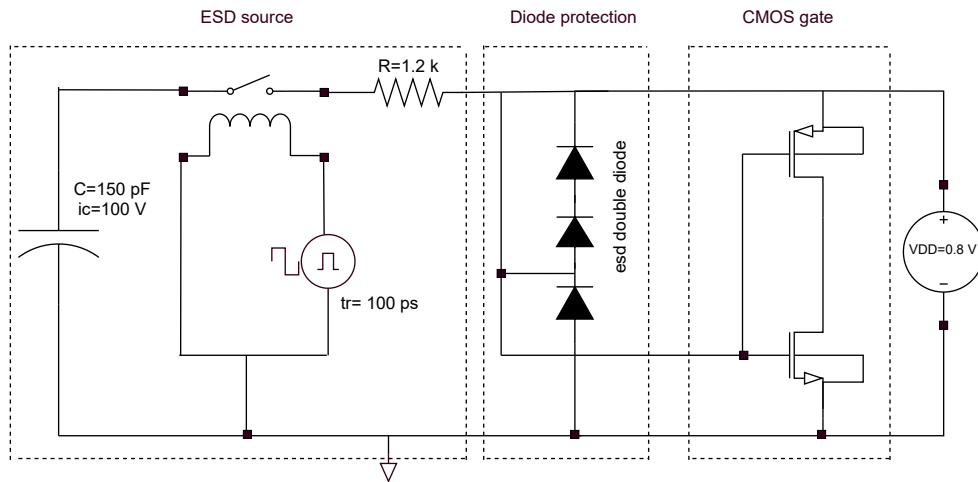 ESD source
Diode protection
CMOS gate
R=1.2 k
C=150 pF
ic=100 V
tr= 100 ps
esd double diode
+
VDD=0.8 V
−